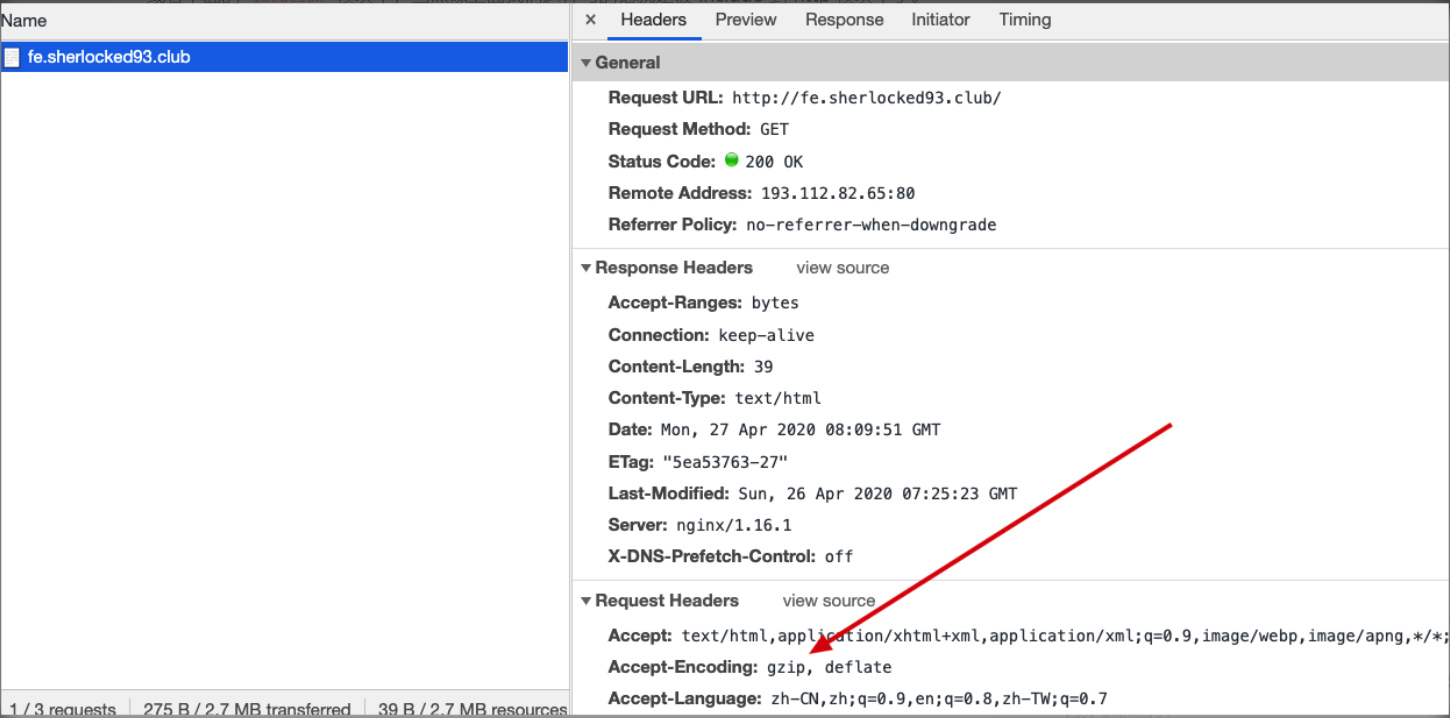 Name
fe.sherlocked93.club
1 / 3 requests 275 B / 2.7 MB transferred 39 B / 2.7 MB resources
× Headers Preview Response Initiator Timing
▼ General
Request URL: http://fe.sherlocked93.club/
Request Method: GET
Status Code: 200 OK
Remote Address: 193.112.82.65:80
Referrer Policy: no-referrer-when-downgrade
▼ Response Headers view source
Accept-Ranges: bytes
Connection: keep-alive
Content-Length: 39
Content-Type: text/html
Date: Mon, 27 Apr 2020 08:09:51 GMT
ETag: "5ea53763-27"
Last-Modified: Sun, 26 Apr 2020 07:25:23 GMT
Server: nginx/1.16.1
X-DNS-Prefetch-Control: off
▼ Request Headers view source
Accept: text/html,application/xhtml+xml,application/xml;q=0.9,image/webp,image/apng,*/*;
Accept-Encoding: gzip, deflate
Accept-Language: zh-CN,zh;q=0.9,en;q=0.8,zh-TW;q=0.7